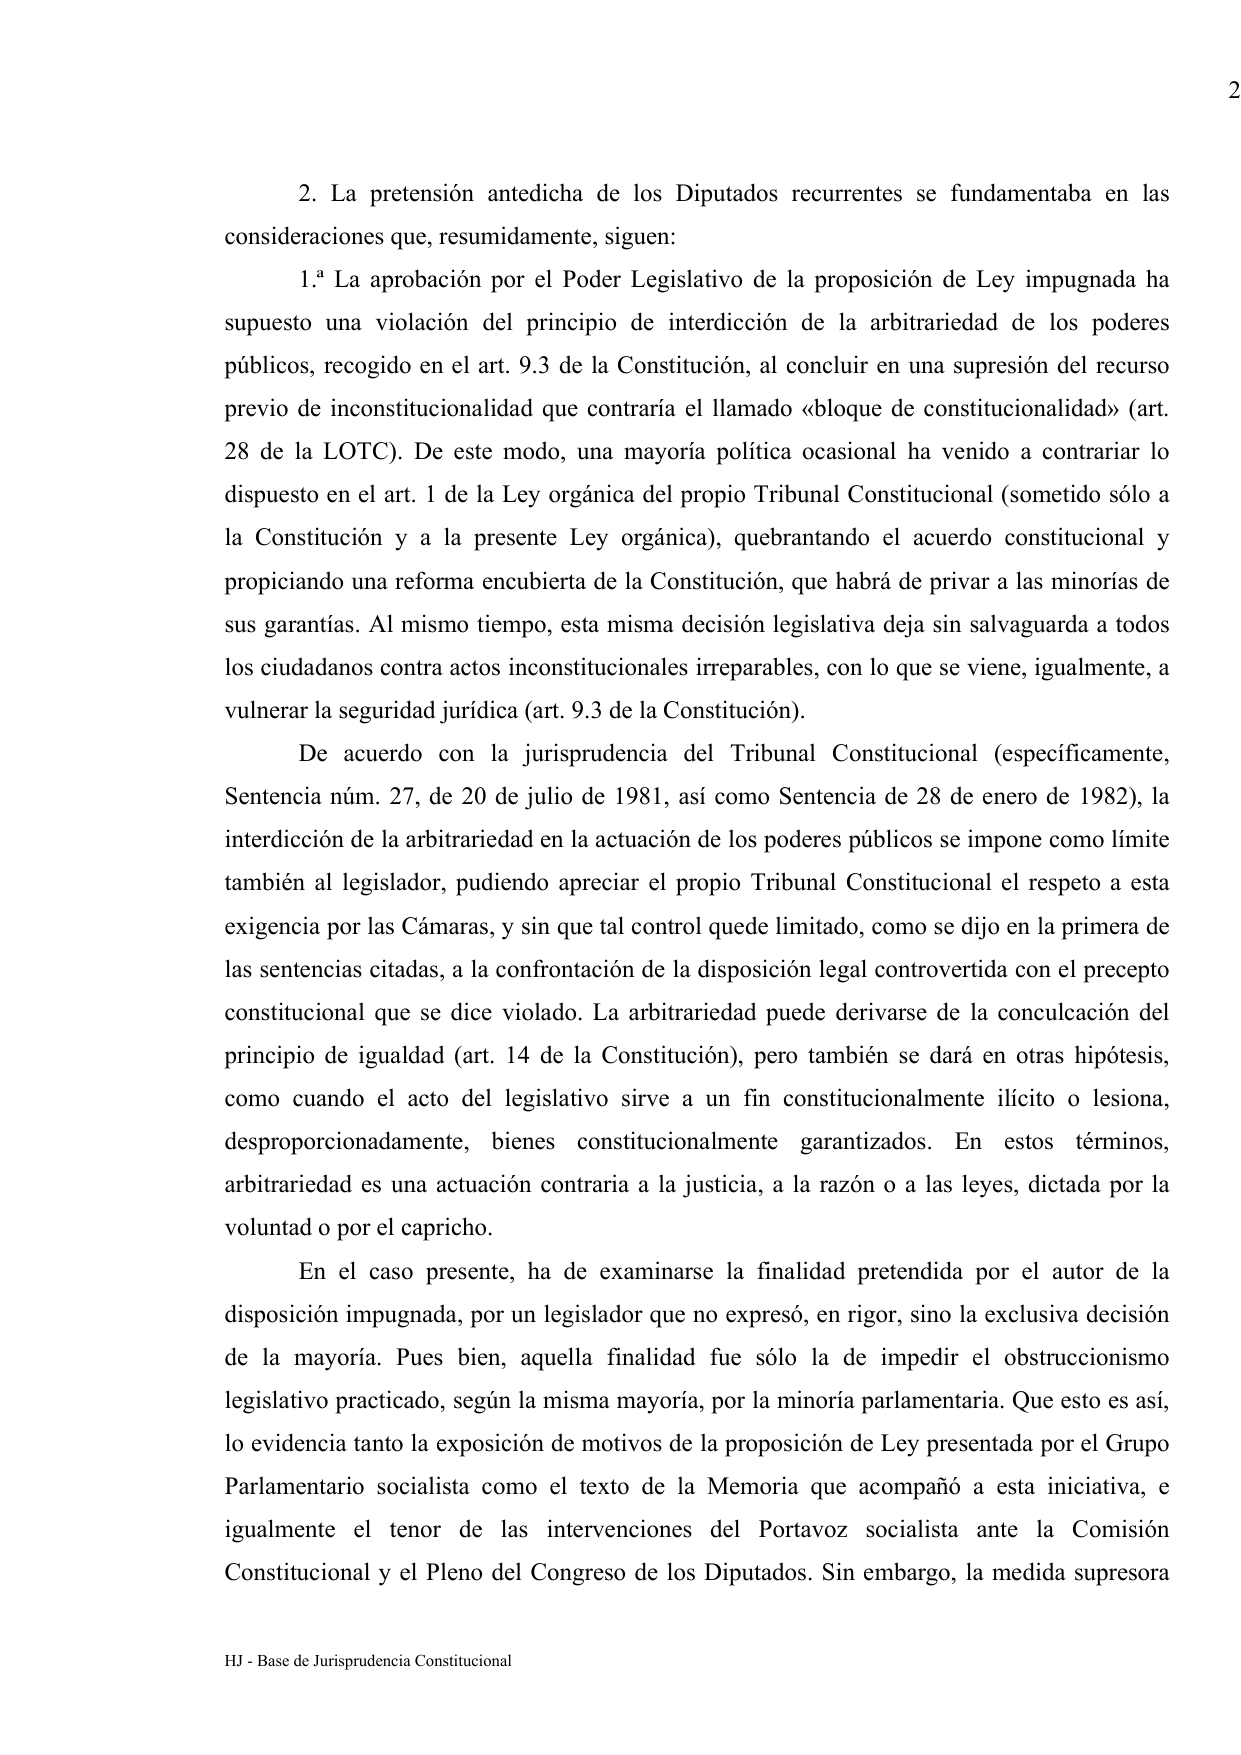 2
2. La pretensión antedicha de los Diputados recurrentes se fundamentaba en las
consideraciones que, resumidamente, siguen:
1.ª La aprobación por el Poder Legislativo de la proposición de Ley impugnada ha
supuesto una violación del principio de interdicción de la arbitrariedad de los poderes
públicos, recogido en el art. 9.3 de la Constitución, al concluir en una supresión del recurso
previo de inconstitucionalidad que contraría el llamado «bloque de constitucionalidad» (art.
28 de la LOTC). De este modo, una mayoría política ocasional ha venido a contrariar lo
dispuesto en el art. 1 de la Ley orgánica del propio Tribunal Constitucional (sometido sólo a
la Constitución y a la presente Ley orgánica), quebrantando el acuerdo constitucional y
propiciando una reforma encubierta de la Constitución, que habrá de privar a las minorías de
sus garantías. Al mismo tiempo, esta misma decisión legislativa deja sin salvaguarda a todos
los ciudadanos contra actos inconstitucionales irreparables, con lo que se viene, igualmente, a
vulnerar la seguridad jurídica (art. 9.3 de la Constitución).
De acuerdo con la jurisprudencia del Tribunal Constitucional (específicamente,
Sentencia núm. 27, de 20 de julio de 1981, así como Sentencia de 28 de enero de 1982), la
interdicción de la arbitrariedad en la actuación de los poderes públicos se impone como límite
también al legislador, pudiendo apreciar el propio Tribunal Constitucional el respeto a esta
exigencia por las Cámaras, y sin que tal control quede limitado, como se dijo en la primera de
las sentencias citadas, a la confrontación de la disposición legal controvertida con el precepto
constitucional que se dice violado. La arbitrariedad puede derivarse de la conculcación del
principio de igualdad (art. 14 de la Constitución), pero también se dará en otras hipótesis,
como cuando el acto del legislativo sirve a un fin constitucionalmente ilícito o lesiona,
desproporcionadamente, bienes constitucionalmente garantizados. En estos términos,
arbitrariedad es una actuación contraria a la justicia, a la razón o a las leyes, dictada por la
voluntad o por el capricho.
En el caso presente, ha de examinarse la finalidad pretendida por el autor de la
disposición impugnada, por un legislador que no expresó, en rigor, sino la exclusiva decisión
de la mayoría. Pues bien, aquella finalidad fue sólo la de impedir el obstruccionismo
legislativo practicado, según la misma mayoría, por la minoría parlamentaria. Que esto es así,
lo evidencia tanto la exposición de motivos de la proposición de Ley presentada por el Grupo
Parlamentario socialista como el texto de la Memoria que acompañó a esta iniciativa, e
igualmente el tenor de las intervenciones del Portavoz socialista ante la Comisión
Constitucional y el Pleno del Congreso de los Diputados. Sin embargo, la medida supresora
HJ - Base de Jurisprudencia Constitucional